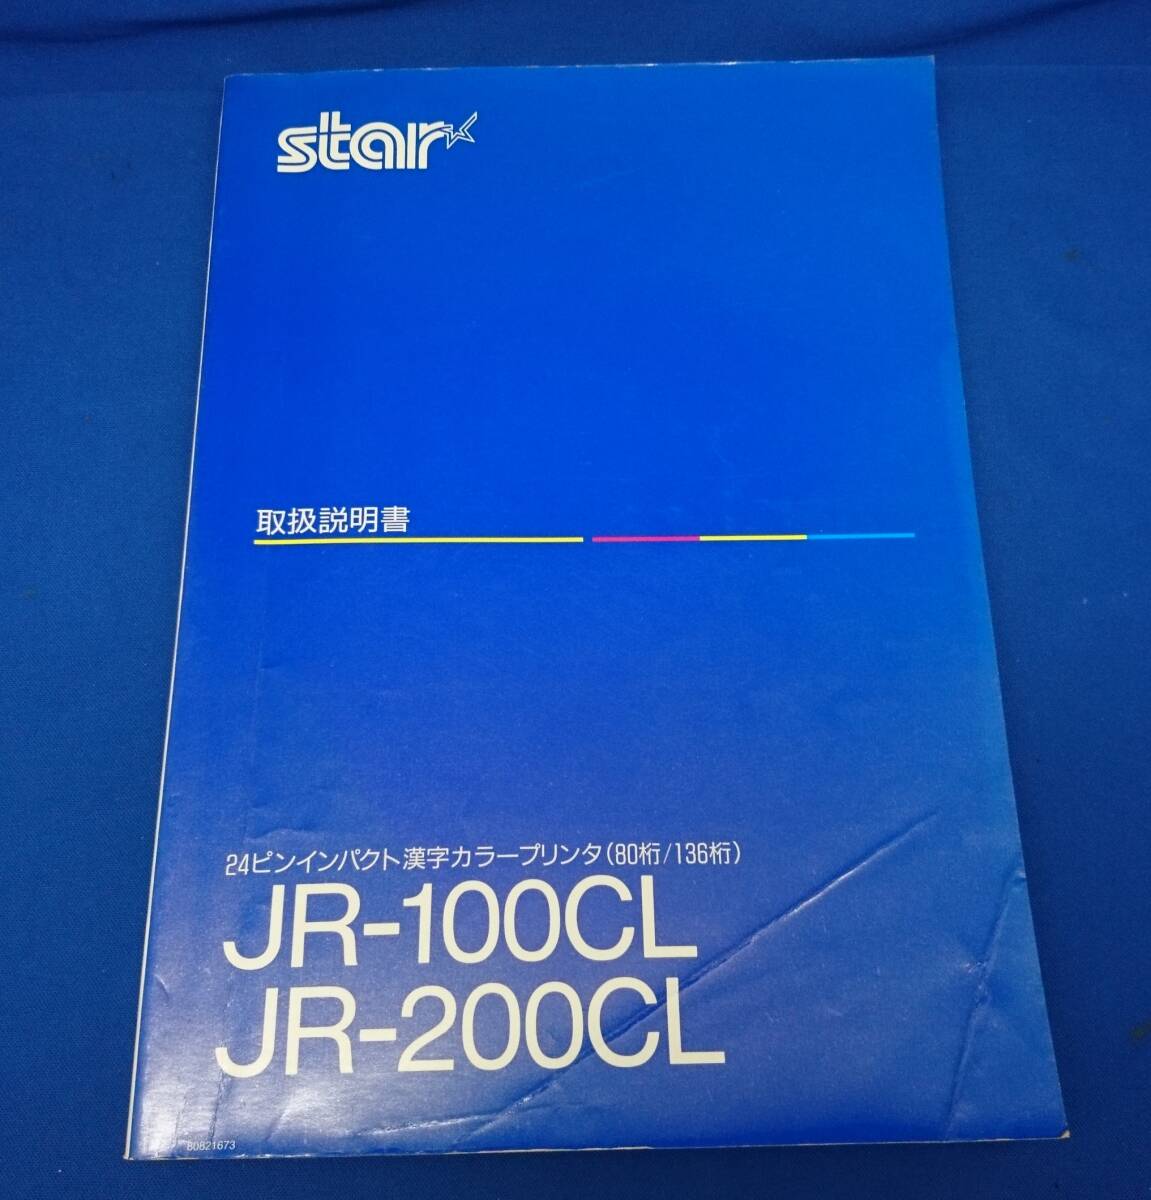 star
取扱説明書
24ピンインパクト漢字カラープリンタ(80桁/136桁)
JR-100CL
JR-200CL
80821673